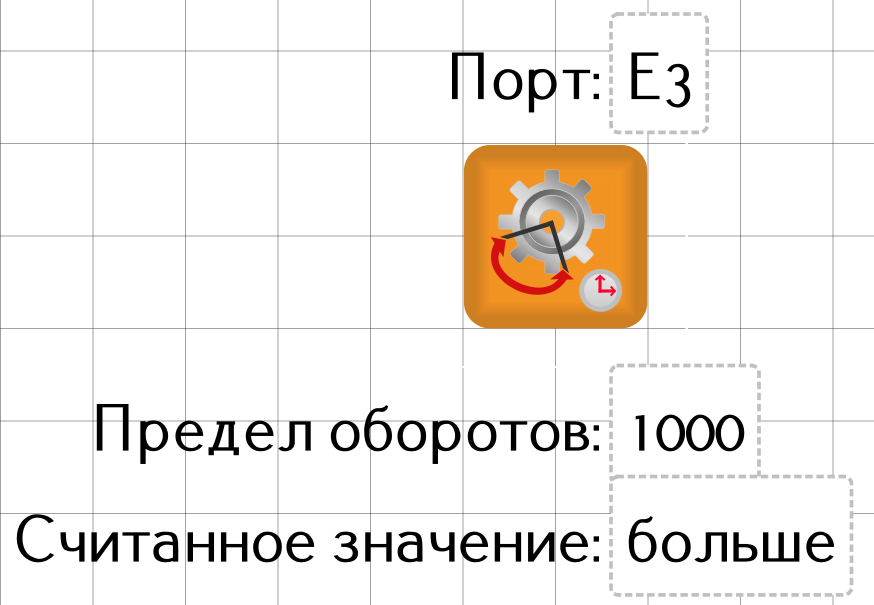 Порт: E3
Предел оборотов: 1000
Считанное значение: больше